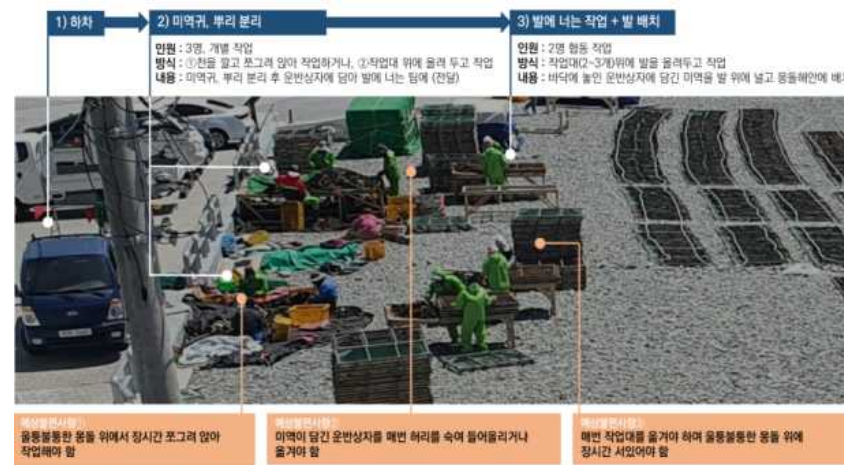 1) 하차
2) 미역귀, 뿌리 분리
인원 : 3명, 개별 작업
방식 : ①천을 깔고 쪼그려 앉아 작업하거나, ②작업대 위에 올려 두고 작업
내용 : 미역귀, 뿌리 분리 후 운반상자에 담아 발에 너는 팀에 (전달)
3) 발에 너는 작업 + 발 배치
인원 : 2명 협동 작업
방식 : 작업대(2~3개)위에 발을 올려두고 작업
내용 : 바닥에 놓인 운반상자에 담긴 미역을 발 위에 널고 몽돌해안에 배치
예상불편사항①
울퉁불퉁한 몽돌 위에서 장시간 쪼그려 앉아
작업해야 함
예상불편사항②
미역이 담긴 운반상자를 매번 허리를 숙여 들어올리거나
옮겨야 함
예상불편사항③
매번 작업대를 옮겨야 하며 울퉁불퉁한 몽돌 위에
장시간 서있어야 함